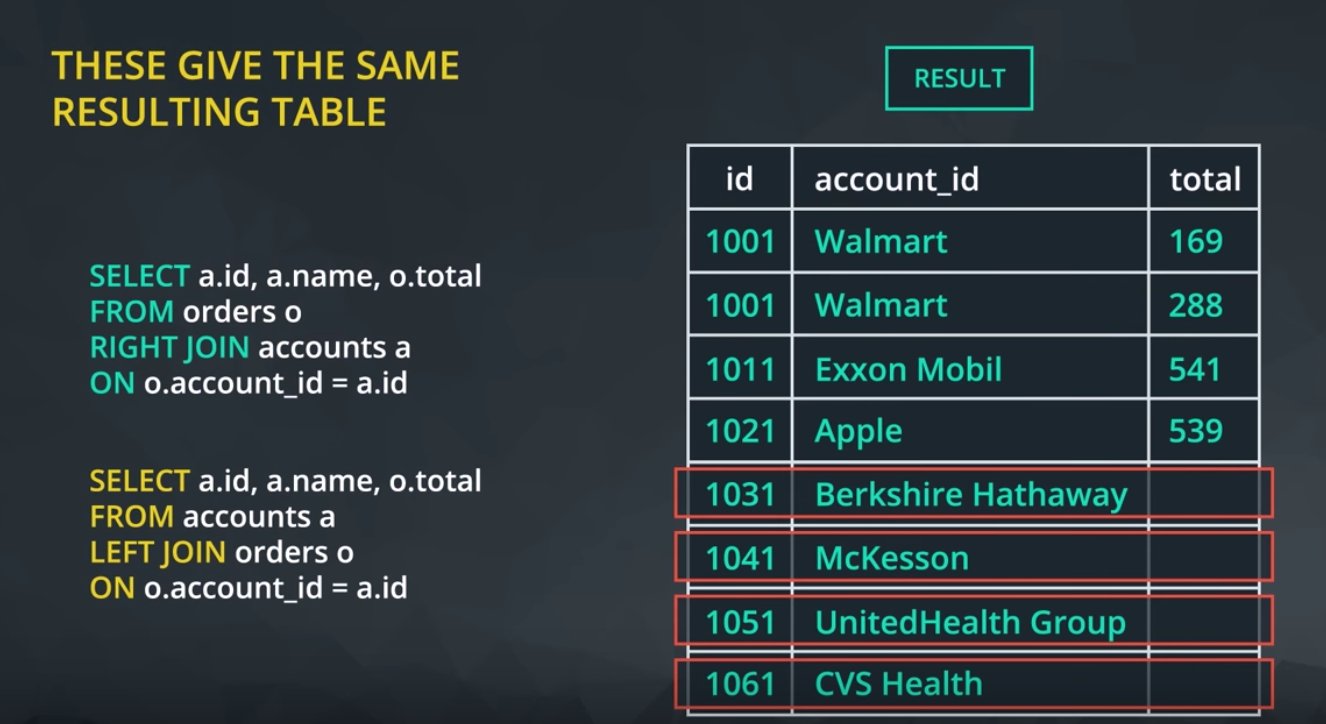 THESE GIVE THE SAME
RESULTING TABLE
SELECT a.id, a.name, o.total
FROM orders o
RIGHT JOIN accounts a
ON o.account_id = a.id
SELECT a.id, a.name, o.total
FROM accounts a
LEFT JOIN orders o
ON o.account_id = a.id
RESULT
id account_id total
1001 Walmart 169
1001 Walmart 288
1011 Exxon Mobil 541
1021 Apple 539
1031 Berkshire Hathaway
1041 McKesson
1051 UnitedHealth Group
1061 CVS Health